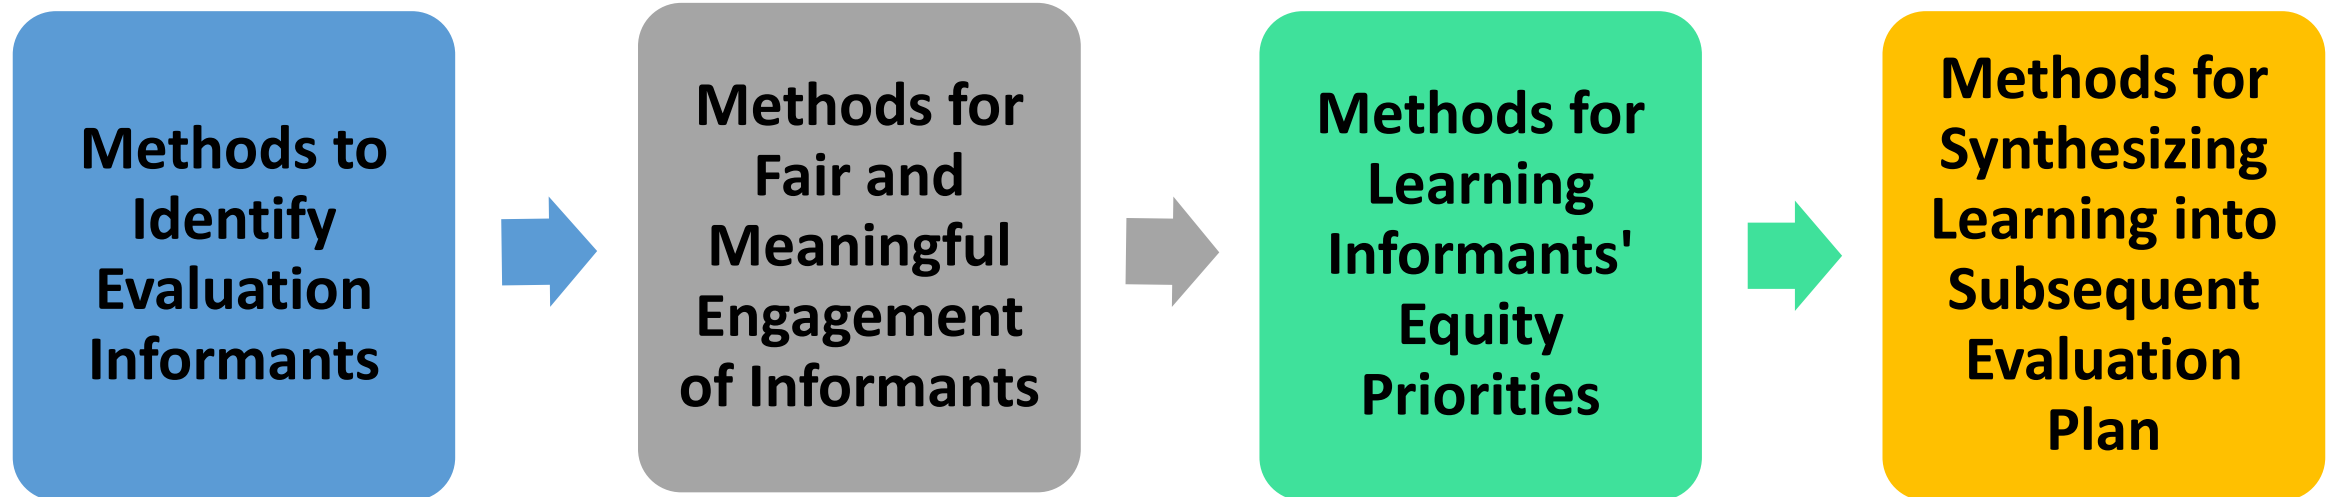 Methods to
Identify
Evaluation
Informants
Methods for
Fair and
Meaningful
Engagement
of Informants
Methods for
Learning
Informants'
Equity
Priorities
Methods for
Synthesizing
Learning into
Subsequent
Evaluation
Plan